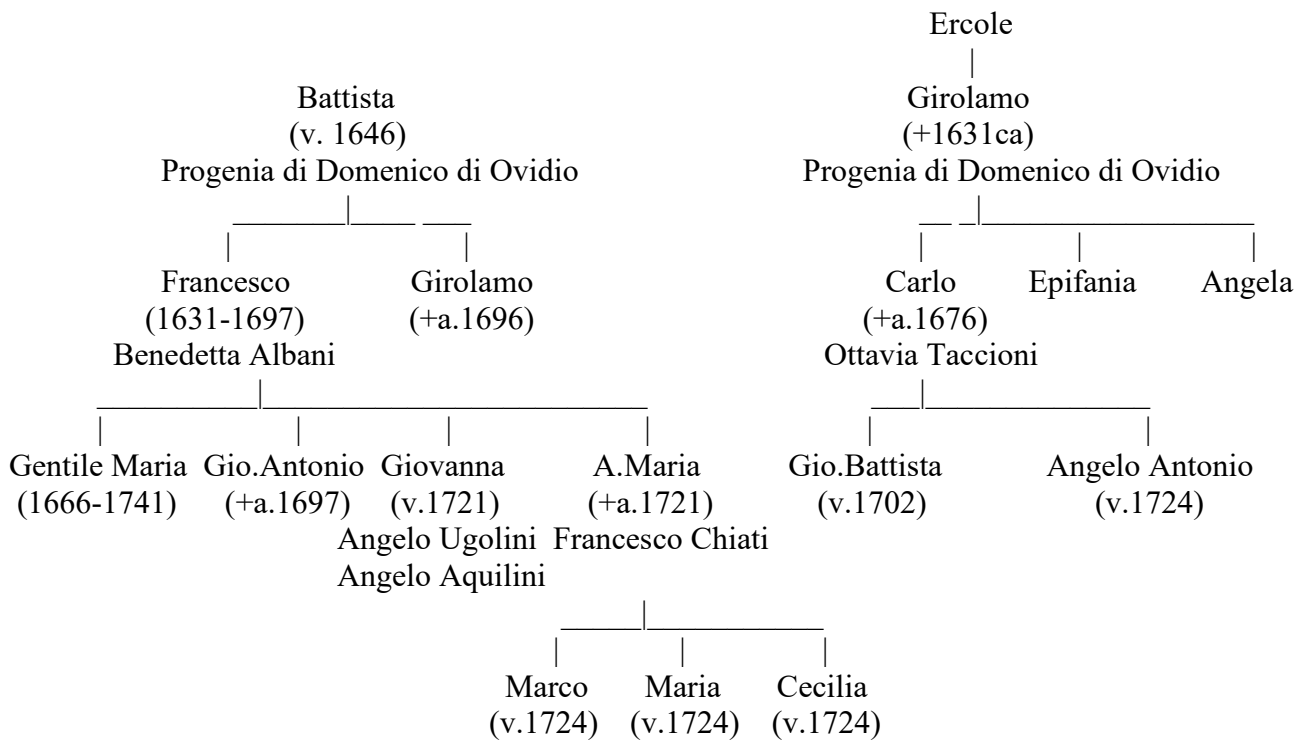 Ercole
Battista Girolamo
(v. 1646) (+1631ca)
Progenia di Domenico di Ovidio Progenia di Domenico di Ovidio
Francesco Girolamo Carlo Epifania Angela
(1631-1697) (+a.1696) (+a.1676)
Benedetta Albani Ottavia Taccioni
Gentile Maria Gio.Antonio Giovanna A.Maria Gio.Battista Angelo Antonio
(1666-1741) (+a.1697) (v.1721) (+a.1721) (v.1702) (v.1724)
Angelo Ugolini Francesco Chiati
Angelo Aquilini
Marco Maria Cecilia
(v.1724) (v.1724) (v.1724)